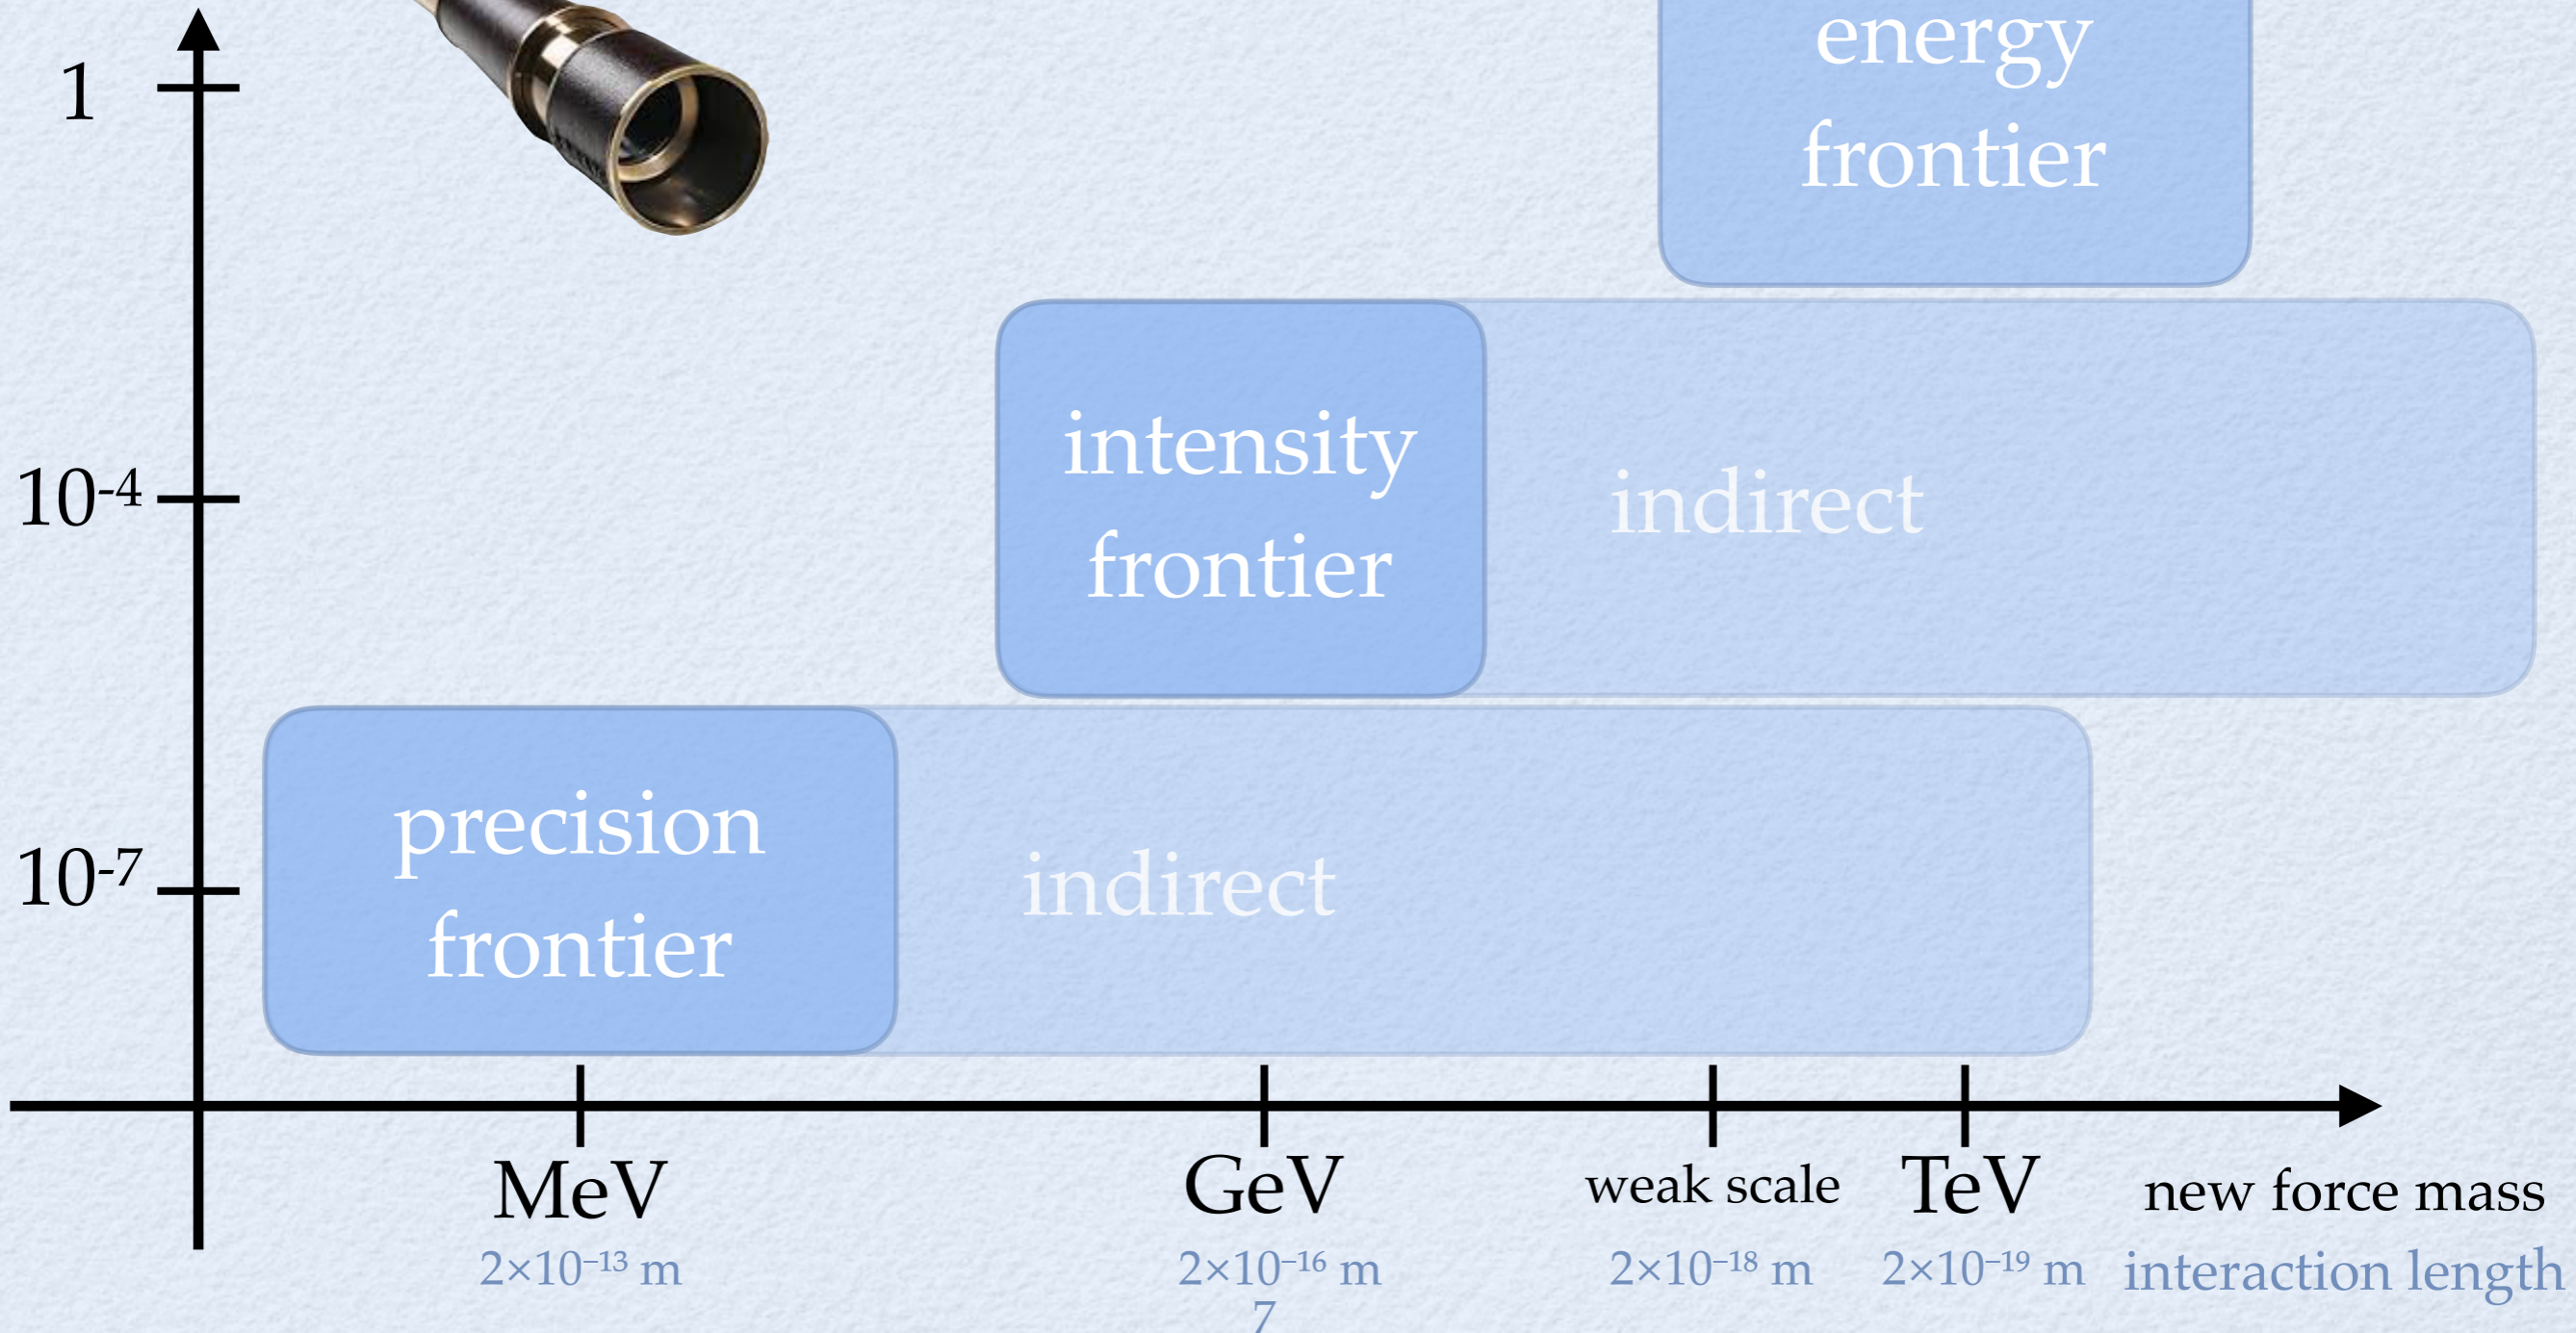 energy
frontier
1
intensity
frontier
indirect
10⁻⁴
precision
frontier
indirect
10⁻⁷
MeV
GeV
weak scale
TeV
new force mass
2×10⁻¹³ m
2×10⁻¹⁶ m
2×10⁻¹⁸ m
2×10⁻¹⁹ m
interaction length
7